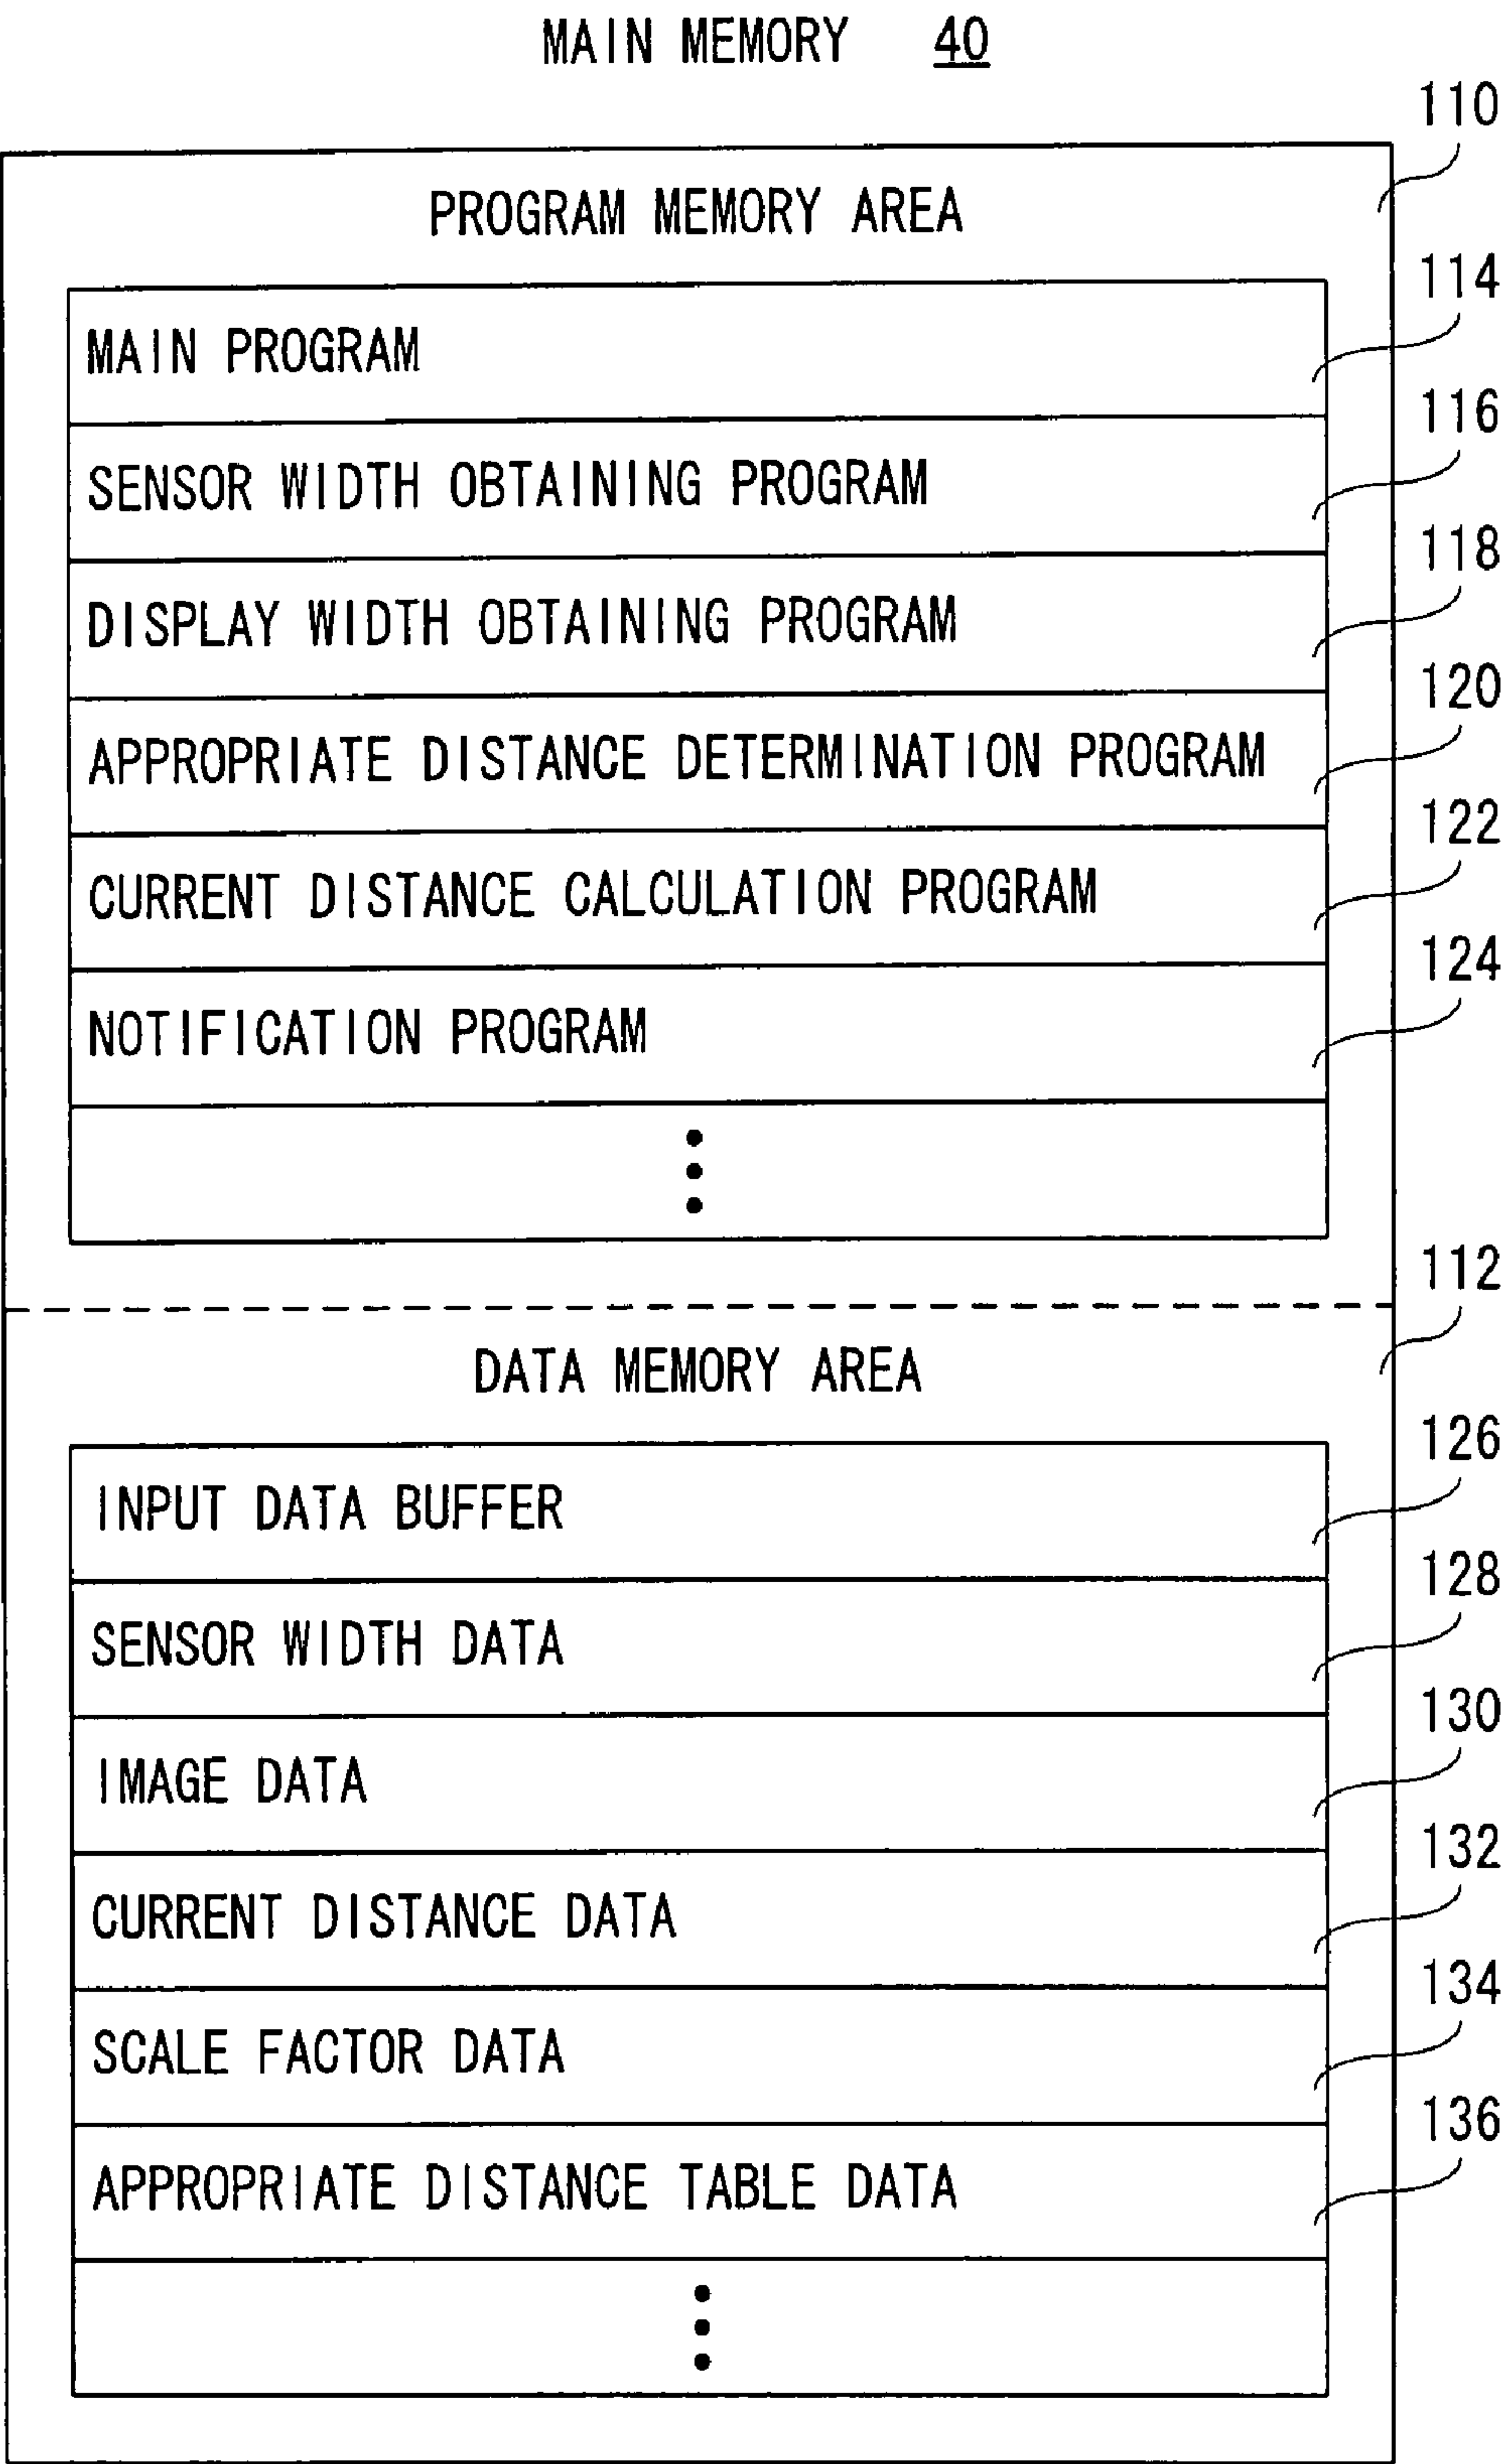 MAIN MEMORY 40
110
PROGRAM MEMORY AREA
114
MAIN PROGRAM
116
SENSOR WIDTH OBTAINING PROGRAM
118
DISPLAY WIDTH OBTAINING PROGRAM
120
APPROPRIATE DISTANCE DETERMINATION PROGRAM
122
CURRENT DISTANCE CALCULATION PROGRAM
124
NOTIFICATION PROGRAM
112
DATA MEMORY AREA
126
INPUT DATA BUFFER
128
SENSOR WIDTH DATA
130
IMAGE DATA
132
CURRENT DISTANCE DATA
134
SCALE FACTOR DATA
136
APPROPRIATE DISTANCE TABLE DATA